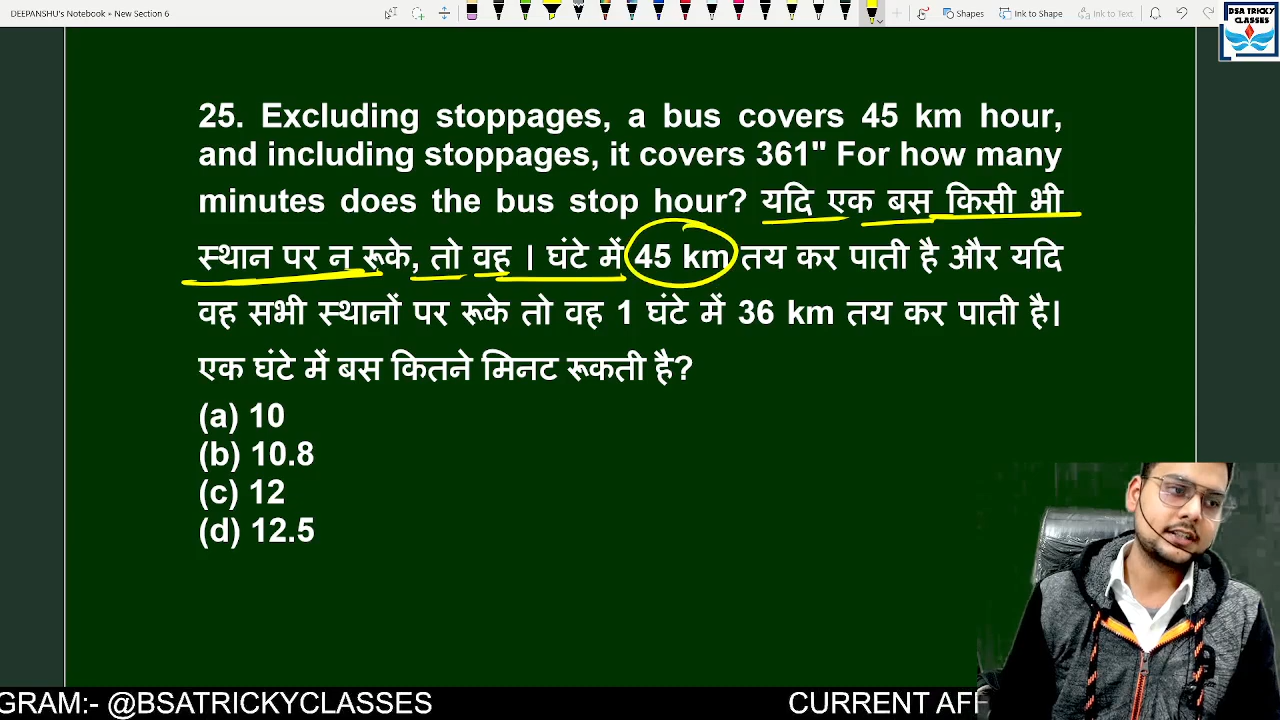 DEEPANSHU's Notebook ▸ New Section 6
Shapes
Ink to Shape
Ink to Text
BSA TRICKY
CLASSES
25. Excluding stoppages, a bus covers 45 km hour,
and including stoppages, it covers 361" For how many
minutes does the bus stop hour? यदि एक बस किसी भी
स्थान पर न रूके, तो वह । घंटे में 45 km तय कर पाती है और यदि
वह सभी स्थानों पर रूके तो वह 1 घंटे में 36 km तय कर पाती है।
एक घंटे में बस कितने मिनट रूकती है?
(a) 10
(b) 10.8
(c) 12
(d) 12.5
GRAM:- @BSATRICKYCLASSES
CURRENT AFF